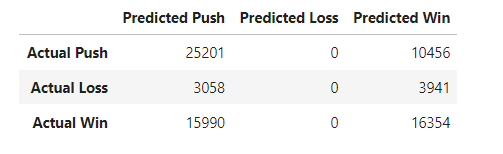 Predicted Push Predicted Loss Predicted Win
Actual Push 25201 0 10456
Actual Loss 3058 0 3941
Actual Win 15990 0 16354